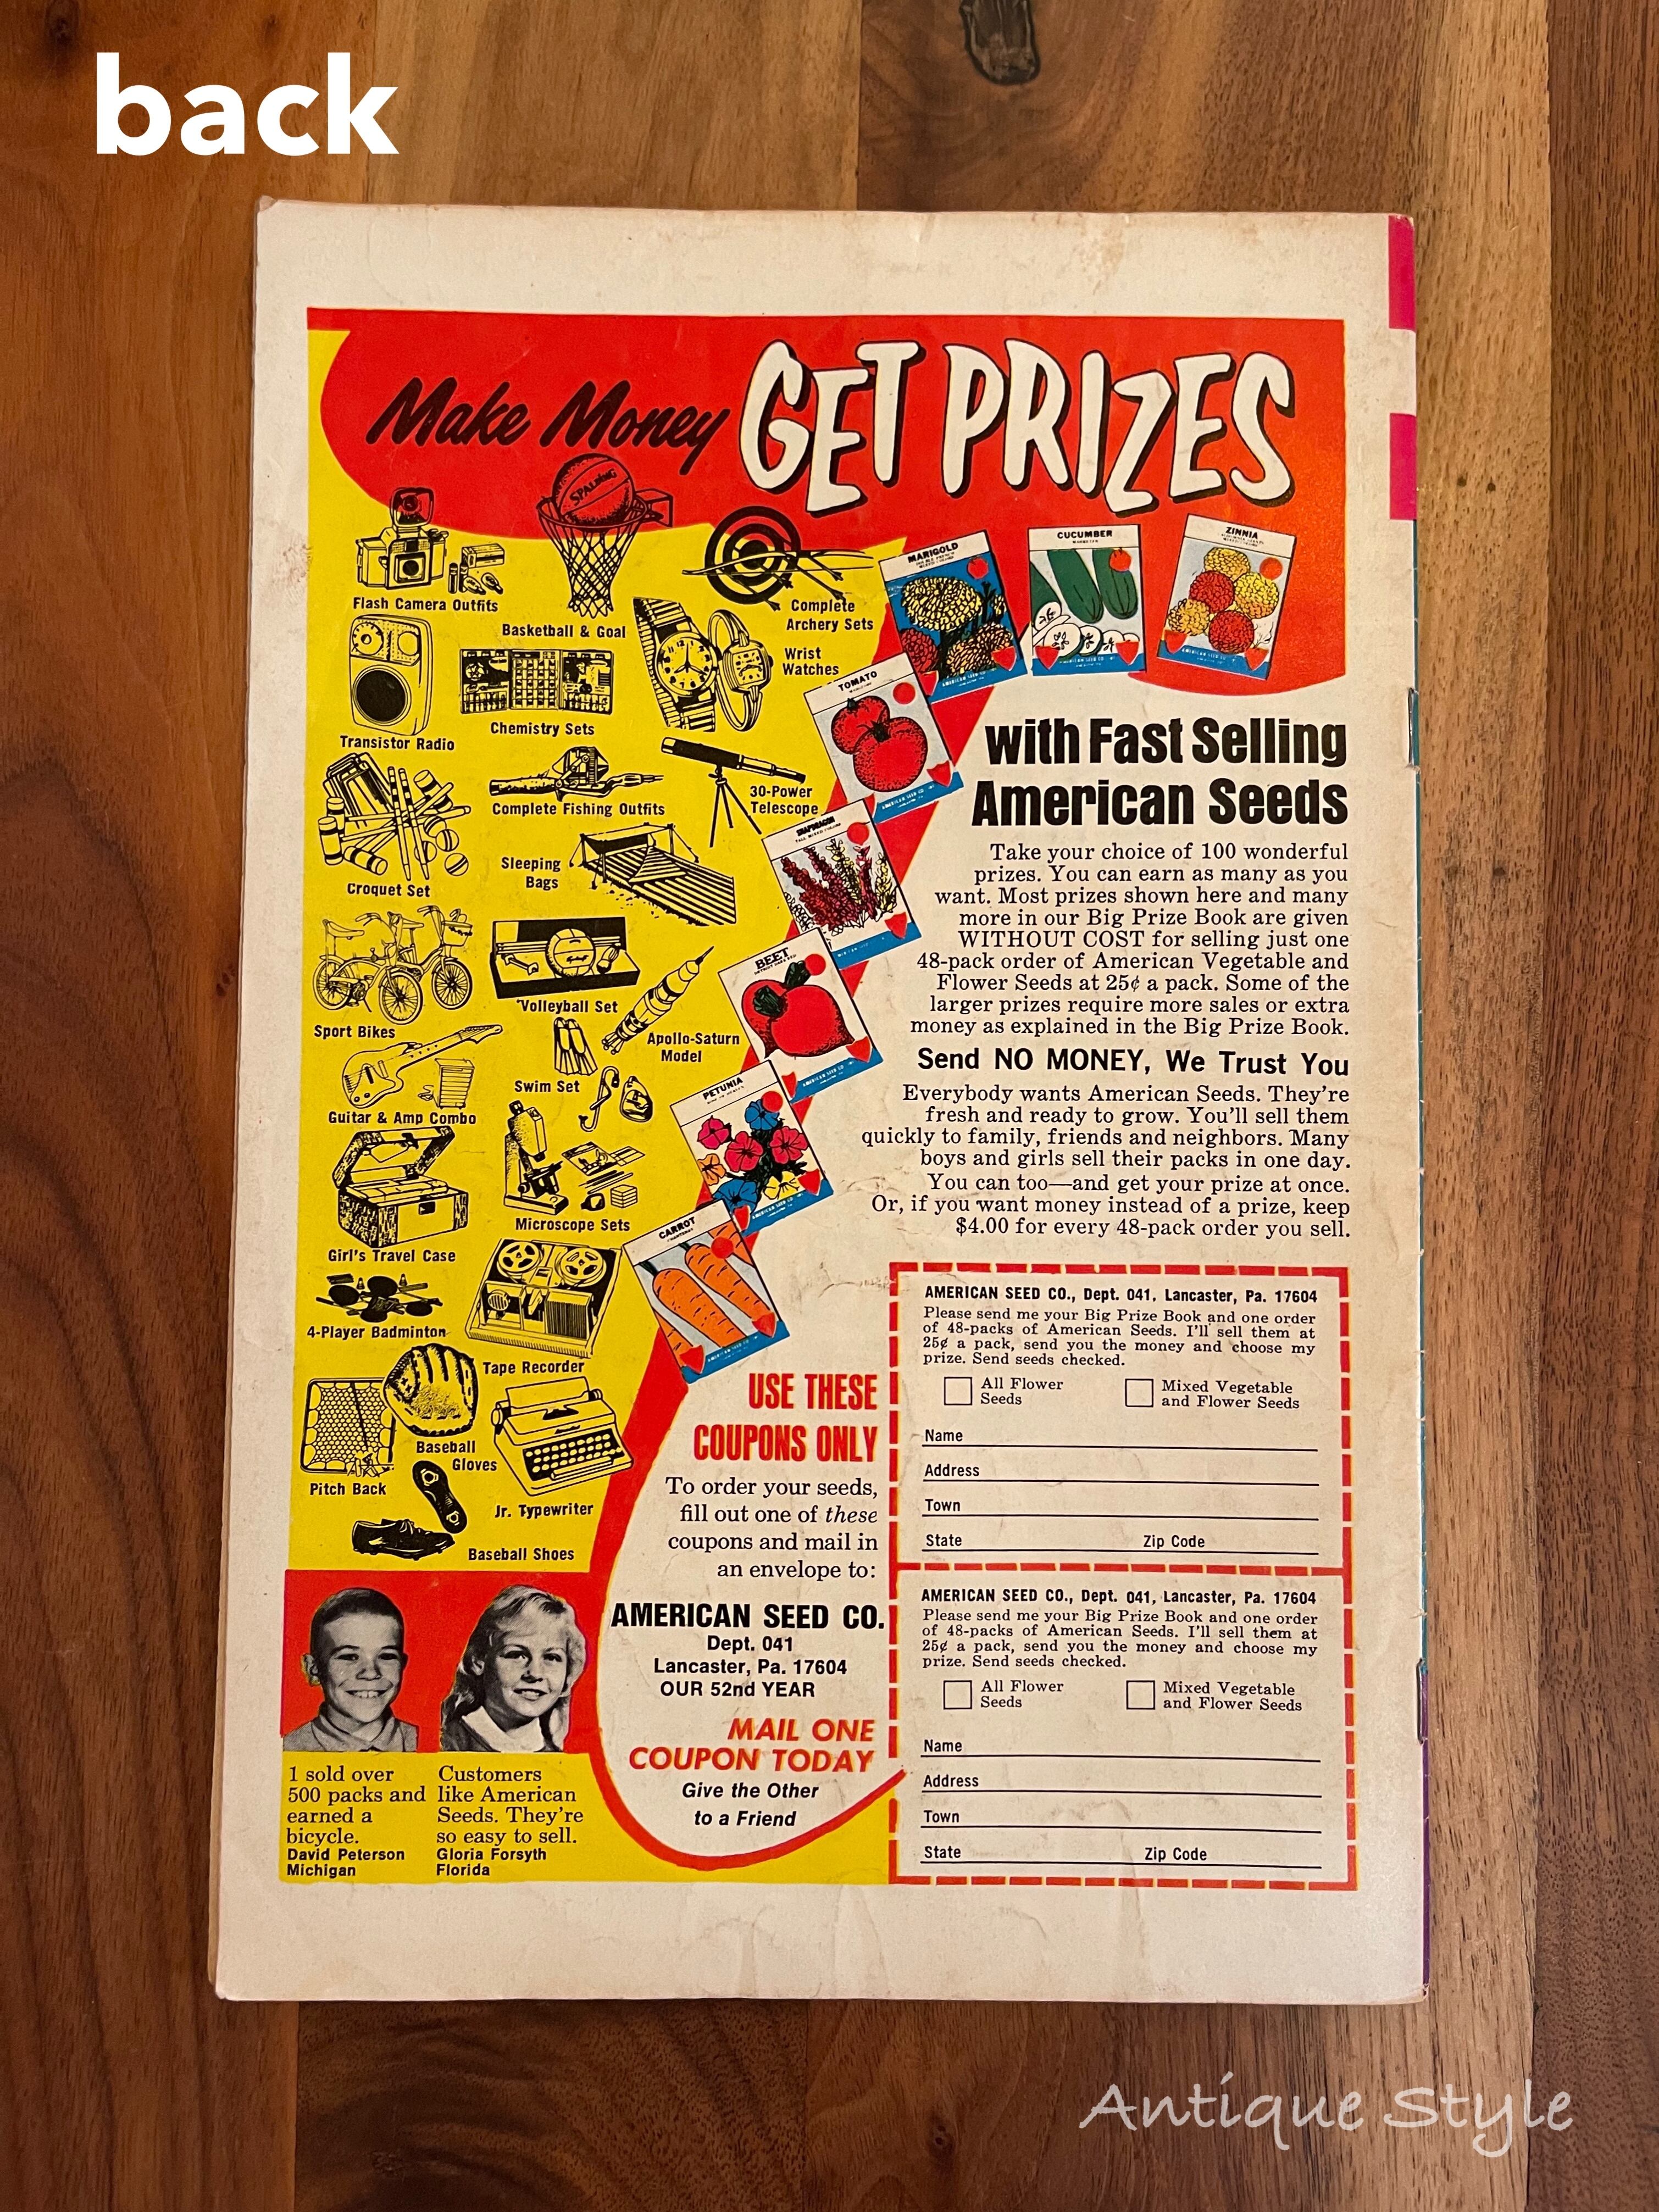 back
Make Money GET PRIZES
SPALDING
Flash Camera Outfits
Basketball & Goal
Complete
Archery Sets
Wrist
Watches
Transistor Radio
Chemistry Sets
30-Power
Telescope
Complete Fishing Outfits
Croquet Set
Sleeping
Bags
Sport Bikes
Volleyball Set
Apollo-Saturn
Model
Swim Set
Guitar & Amp Combo
Girl's Travel Case
Microscope Sets
4-Player Badminton
Tape Recorder
Pitch Back
Baseball
Gloves
Jr. Typewriter
Baseball Shoes
MARIGOLD
CUCUMBER
ZINNIA
TOMATO
SNAPDRAGON
BEET
PETUNIA
CARROT
with Fast Selling
American Seeds
Take your choice of 100 wonderful
prizes. You can earn as many as you
want. Most prizes shown here and many
more in our Big Prize Book are given
WITHOUT COST for selling just one
48-pack order of American Vegetable and
Flower Seeds at 25¢ a pack. Some of the
larger prizes require more sales or extra
money as explained in the Big Prize Book.
Send NO MONEY, We Trust You
Everybody wants American Seeds. They're
fresh and ready to grow. You'll sell them
quickly to family, friends and neighbors. Many
boys and girls sell their packs in one day.
You can too—and get your prize at once.
Or, if you want money instead of a prize, keep
$4.00 for every 48-pack order you sell.
USE THESE
COUPONS ONLY
To order your seeds,
fill out one of these
coupons and mail in
an envelope to:
AMERICAN SEED CO.
Dept. 041
Lancaster, Pa. 17604
OUR 52nd YEAR
MAIL ONE
COUPON TODAY
Give the Other
to a Friend
AMERICAN SEED CO., Dept. 041, Lancaster, Pa. 17604
Please send me your Big Prize Book and one order
of 48-packs of American Seeds. I'll sell them at
25¢ a pack, send you the money and choose my
prize. Send seeds checked.
All Flower
Seeds
Mixed Vegetable
and Flower Seeds
Name
Address
Town
State Zip Code
AMERICAN SEED CO., Dept. 041, Lancaster, Pa. 17604
Please send me your Big Prize Book and one order
of 48-packs of American Seeds. I'll sell them at
25¢ a pack, send you the money and choose my
prize. Send seeds checked.
All Flower
Seeds
Mixed Vegetable
and Flower Seeds
Name
Address
Town
State Zip Code
I sold over
500 packs and
earned a
bicycle.
David Peterson
Michigan
Customers
like American
Seeds. They're
so easy to sell.
Gloria Forsyth
Florida
Antique Style